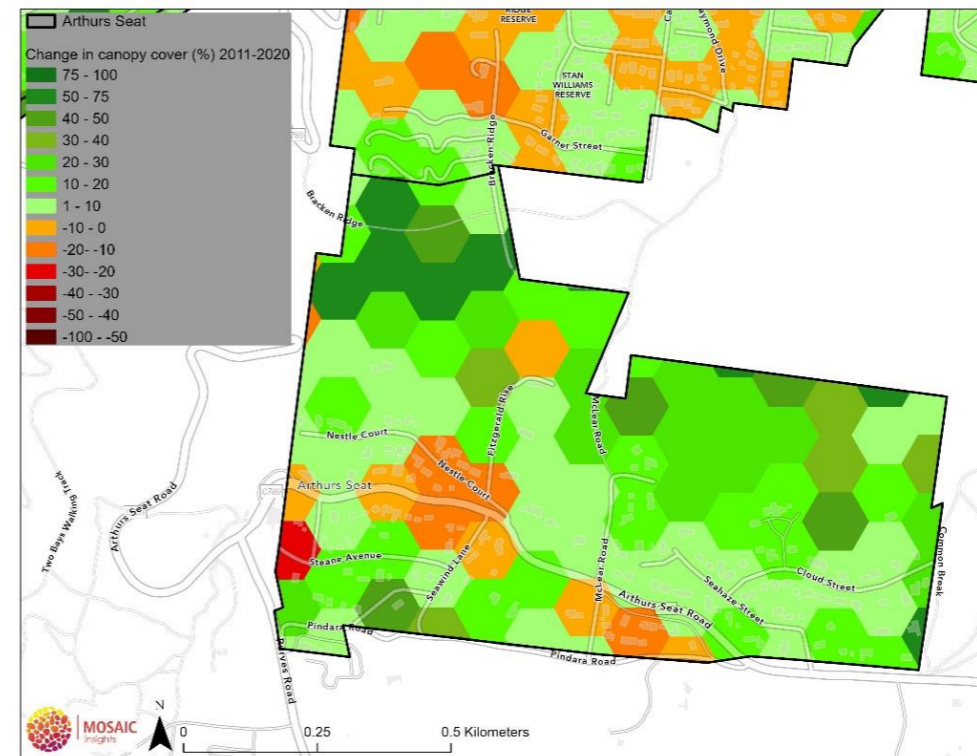 Arthurs Seat
Change in canopy cover (%) 2011-2020
75 - 100
50 - 75
40 - 50
30 - 40
20 - 30
10 - 20
1 - 10
-10 - 0
-20 - -10
-30 - -20
-40 - -30
-50 - -40
-100 - -50
RIDGE
RESERVE
STAN
WILLIAMS
RESERVE
Garner Street
Bracken Ridge
Bracken Ridge
Fitzgerald Rise
McLear Road
Nestle Court
Nestle Court
Arthurs Seat
Two Bays Walking Track
Arthurs Seat Road
Steane Avenue
Seawind Lane
McLear Road
Arthurs Seat Road
Seahaze Street
Cloud Street
Common Break
Pindara Road
Pindara Road
Purves Road
MOSAIC
Insights
N
0 0.25 0.5 Kilometers